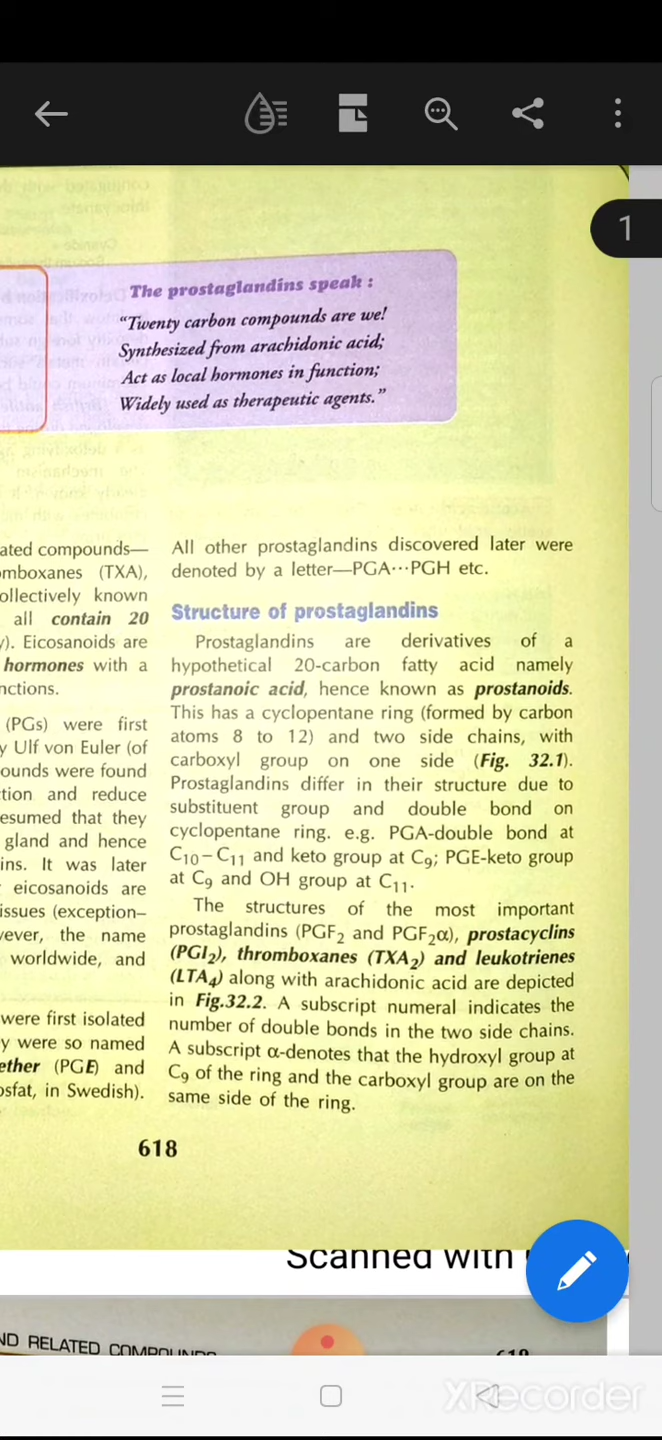 1
The prostaglandins speak :
“Twenty carbon compounds are we!
Synthesized from arachidonic acid;
Act as local hormones in function;
Widely used as therapeutic agents.”
ated compounds—
omboxanes (TXA),
ollectively known
all contain 20
y). Eicosanoids are
hormones with a
nctions.
(PGs) were first
y Ulf von Euler (of
ounds were found
tion and reduce
esumed that they
gland and hence
ins. It was later
eicosanoids are
issues (exception–
vever, the name
worldwide, and
were first isolated
y were so named
ether (PGE) and
osfat, in Swedish).
All other prostaglandins discovered later were
denoted by a letter—PGA···PGH etc.
Structure of prostaglandins
Prostaglandins are derivatives of a
hypothetical 20-carbon fatty acid namely
prostanoic acid, hence known as prostanoids.
This has a cyclopentane ring (formed by carbon
atoms 8 to 12) and two side chains, with
carboxyl group on one side (Fig. 32.1).
Prostaglandins differ in their structure due to
substituent group and double bond on
cyclopentane ring. e.g. PGA-double bond at
C₁₀–C₁₁ and keto group at C₉; PGE-keto group
at C₉ and OH group at C₁₁.
The structures of the most important
prostaglandins (PGF₂ and PGF₂α), prostacyclins
(PGI₂), thromboxanes (TXA₂) and leukotrienes
(LTA₄) along with arachidonic acid are depicted
in Fig.32.2. A subscript numeral indicates the
number of double bonds in the two side chains.
A subscript α-denotes that the hydroxyl group at
C₉ of the ring and the carboxyl group are on the
same side of the ring.
618
Scanned with
ND RELATED COMPOUNDS
619
XRecorder